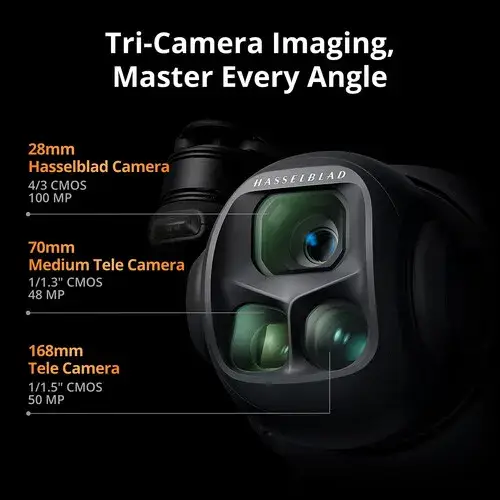 Tri-Camera Imaging,
Master Every Angle
28mm
Hasselblad Camera
4/3 CMOS
100 MP
HASSELBLAD
70mm
Medium Tele Camera
1/1.3" CMOS
48 MP
168mm
Tele Camera
1/1.5" CMOS
50 MP